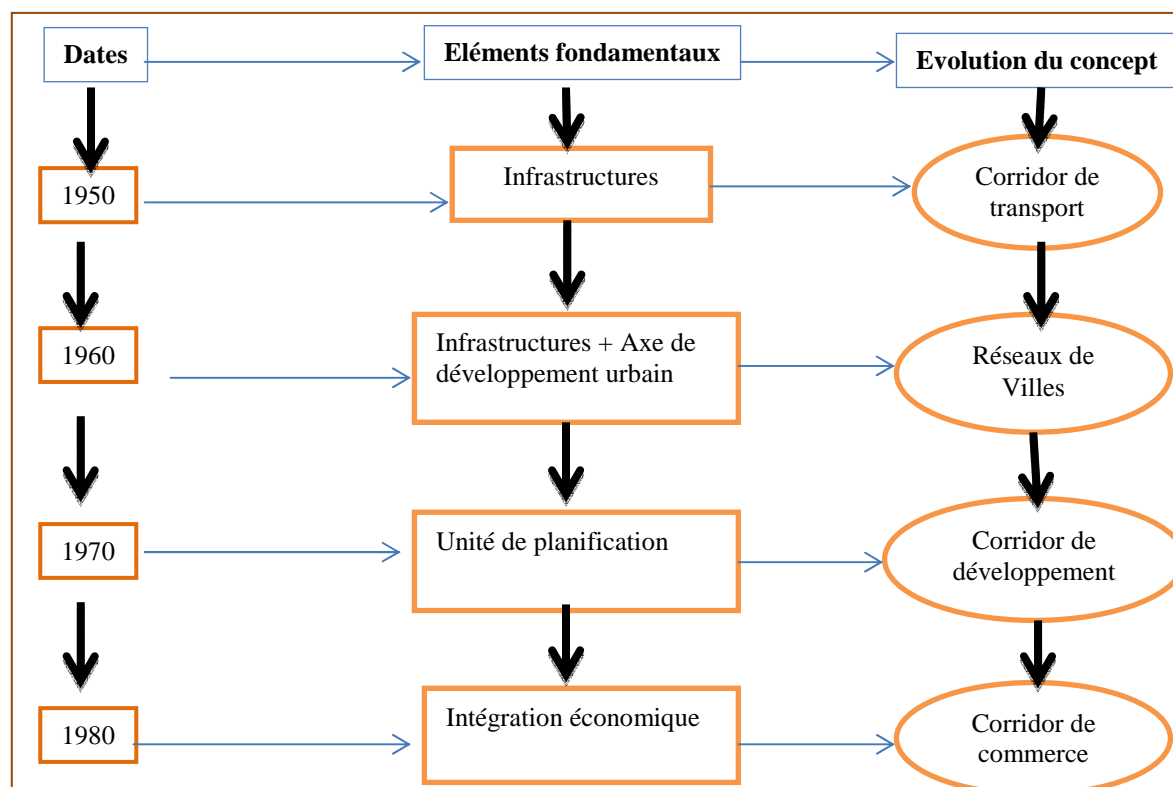 Dates
Eléments fondamentaux
Evolution du concept
1950
Infrastructures
Corridor de
transport
1960
Infrastructures + Axe de
développement urbain
Réseaux de
Villes
1970
Unité de planification
Corridor de
développement
1980
Intégration économique
Corridor de
commerce